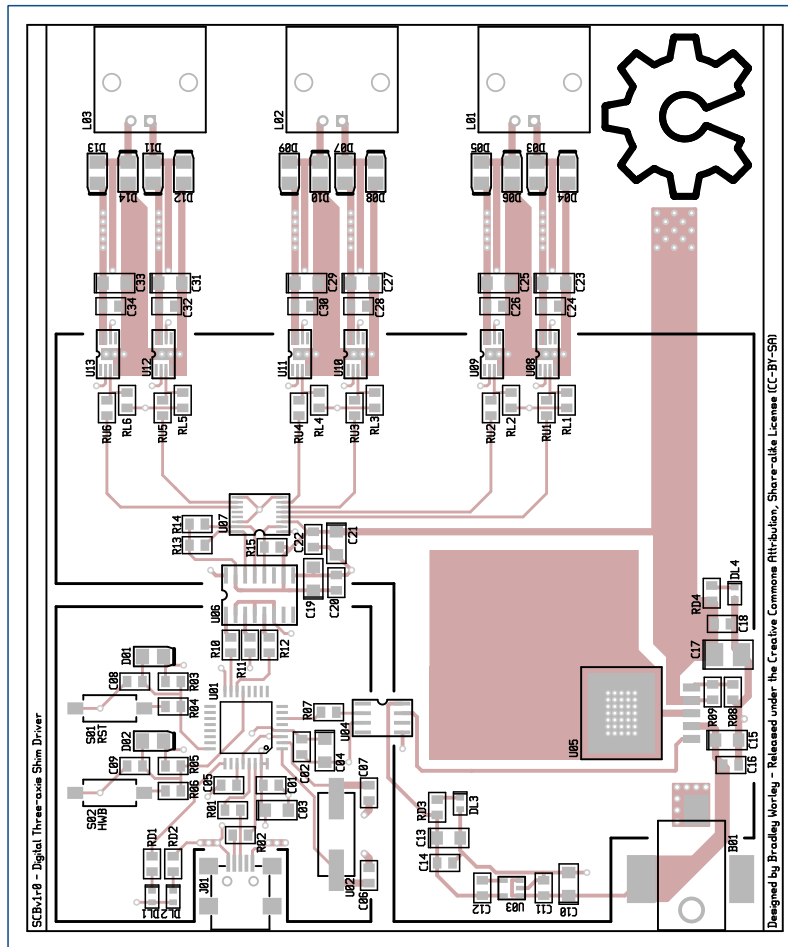 L03
L02
L01
D13
D11
D14
D12
D09
D07
D10
D08
D05
D03
D06
D04
C33
C31
C34
C32
C29
C27
C30
C28
C25
C23
C26
C24
U13
U12
U11
U10
U09
U08
RU6
RL6
RU5
RL5
RU4
RL4
RU3
RL3
RU2
RL2
RU1
RL1
R14
R13
U07
R15
C22
C21
C19
C20
U06
R10
R11
R12
RD4
DL4
C18
C17
D01
C08
R03
R04
S01
RST
U01
R07
U04
U05
R09
R08
C15
C16
D02
C09
R05
R06
S02
HWB
C05
C01
C02
C04
C07
R01
C03
R02
RD3
DL3
C13
C14
B01
RD1
RD2
DL1
DL2
J01
U02
C06
C12
U03
C11
C10
SCBv1r0 - Digital Three-axis Shim Driver
Designed by Bradley Worley - Released under the Creative Commons Attribution, Share-alike License (CC-BY-SA)